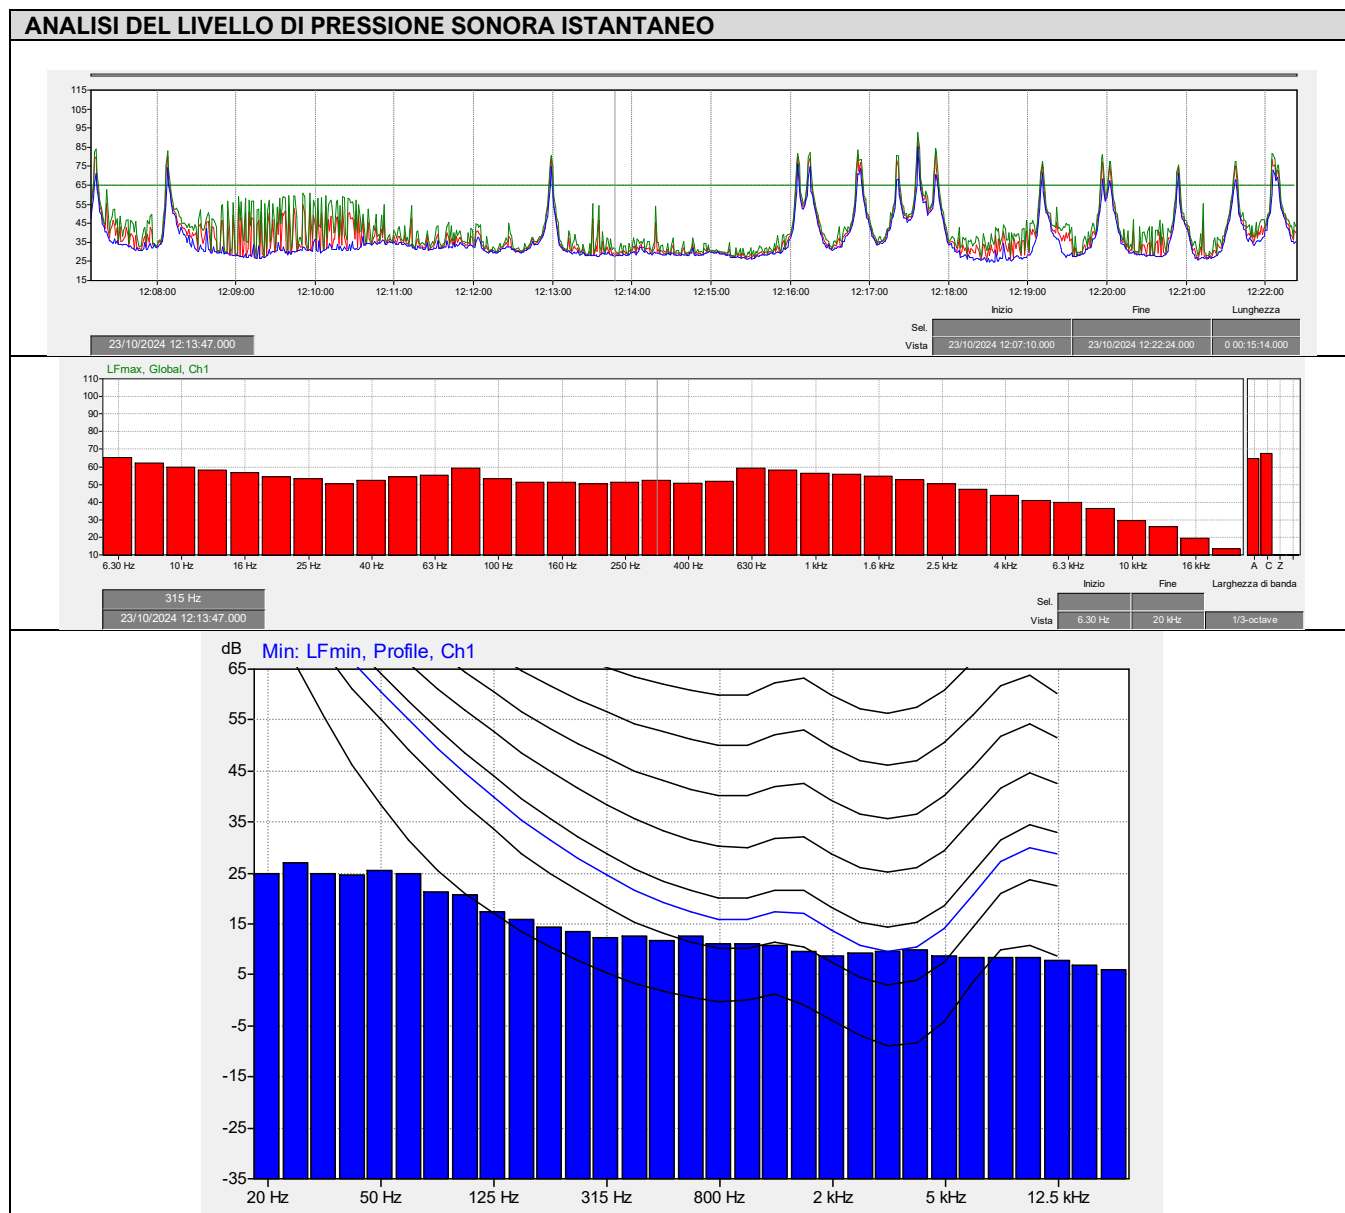 ANALISI DEL LIVELLO DI PRESSIONE SONORA ISTANTANEO
115
105
95
85
75
65
55
45
35
25
15
12:08:00 12:09:00 12:10:00 12:11:00 12:12:00 12:13:00 12:14:00 12:15:00 12:16:00 12:17:00 12:18:00 12:19:00 12:20:00 12:21:00 12:22:00
Inizio Fine Lunghezza
Sel.
23/10/2024 12:13:47.000 Vista 23/10/2024 12:07:10.000 23/10/2024 12:22:24.000 0 00:15:14.000
LFmax, Global, Ch1
110
100
90
80
70
60
50
40
30
20
10
6.30 Hz 10 Hz 16 Hz 25 Hz 40 Hz 63 Hz 100 Hz 160 Hz 250 Hz 400 Hz 630 Hz 1 kHz 1.6 kHz 2.5 kHz 4 kHz 6.3 kHz 10 kHz 16 kHz A C Z
Inizio Fine Larghezza di banda
315 Hz Sel.
23/10/2024 12:13:47.000 Vista 6.30 Hz 20 kHz 1/3-octave
dB Min: LFmin, Profile, Ch1
65
55
45
35
25
15
5
-5
-15
-25
-35
20 Hz 50 Hz 125 Hz 315 Hz 800 Hz 2 kHz 5 kHz 12.5 kHz